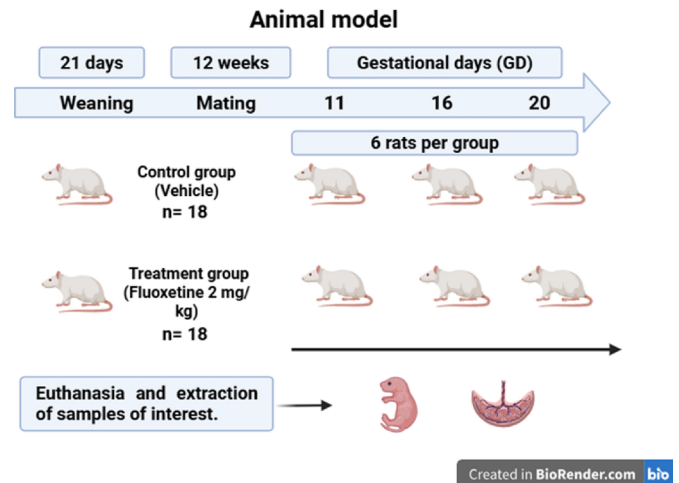 Animal model
21 days
12 weeks
Gestational days (GD)
Weaning
Mating
11
16
20
6 rats per group
Control group
(Vehicle)
n= 18
Treatment group
(Fluoxetine 2 mg/
kg)
n= 18
Euthanasia and extraction
of samples of interest.
Created in BioRender.com bio